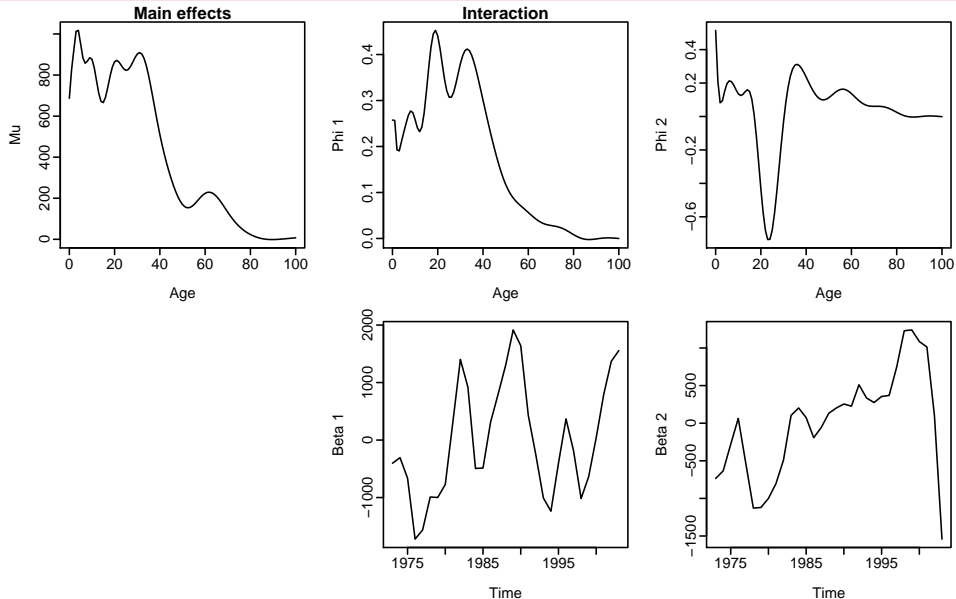 Main effects
Interaction
Mu
0 200 400 600 800
0 20 40 60 80 100
Age
Phi 1
0.0 0.1 0.2 0.3 0.4
0 20 40 60 80 100
Age
Phi 2
−0.6 −0.2 0.2 0.4
0 20 40 60 80 100
Age
Beta 1
−1000 0 1000 2000
1975 1985 1995
Time
Beta 2
−1500 −500 0 500
1975 1985 1995
Time